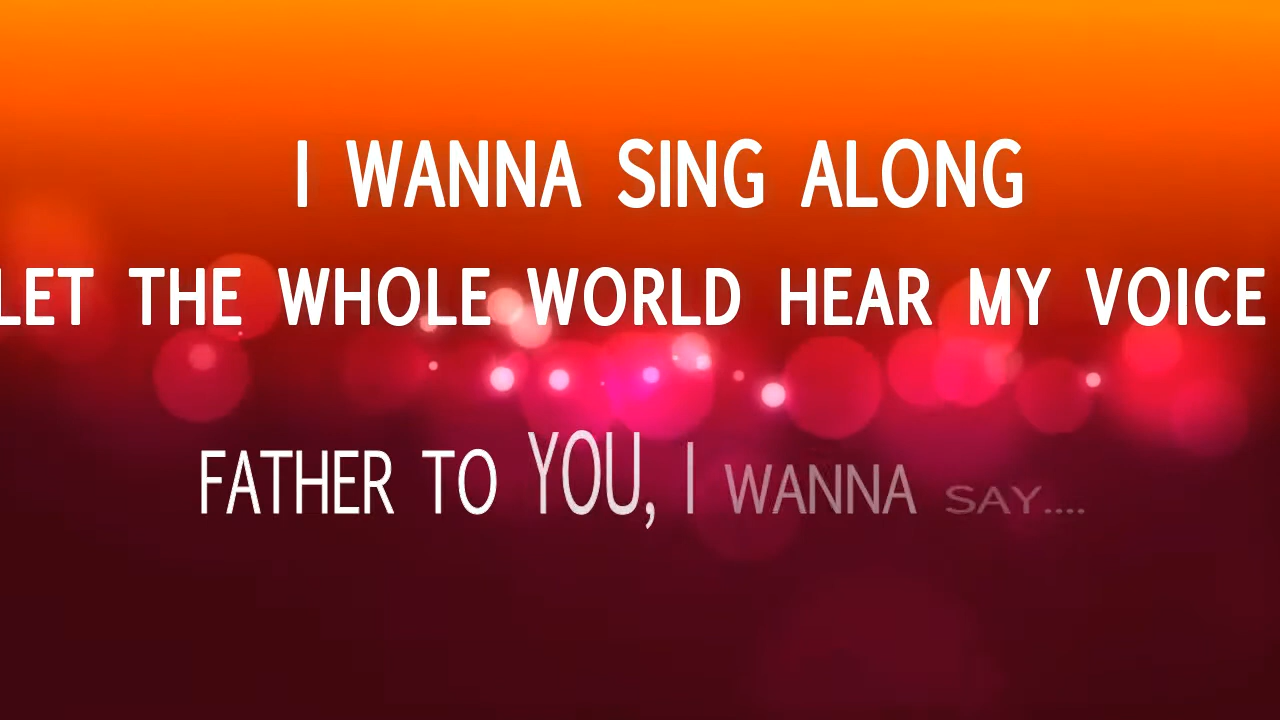 I WANNA SING ALONG
LET THE WHOLE WORLD HEAR MY VOICE
FATHER TO YOU, I WANNA SAY....